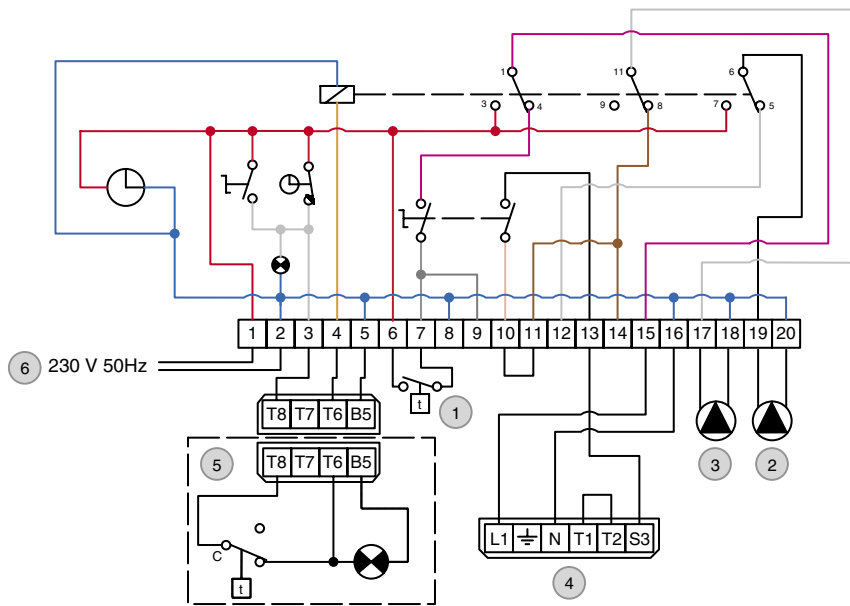 1 11 6
3 4 9 8 7 5
1 2 3 4 5 6 7 8 9 10 11 12 13 14 15 16 17 18 19 20
6 230 V 50Hz
t 1
T8 T7 T6 B5
5 T8 T7 T6 B5
3 2
C
L1 N T1 T2 S3
t
4